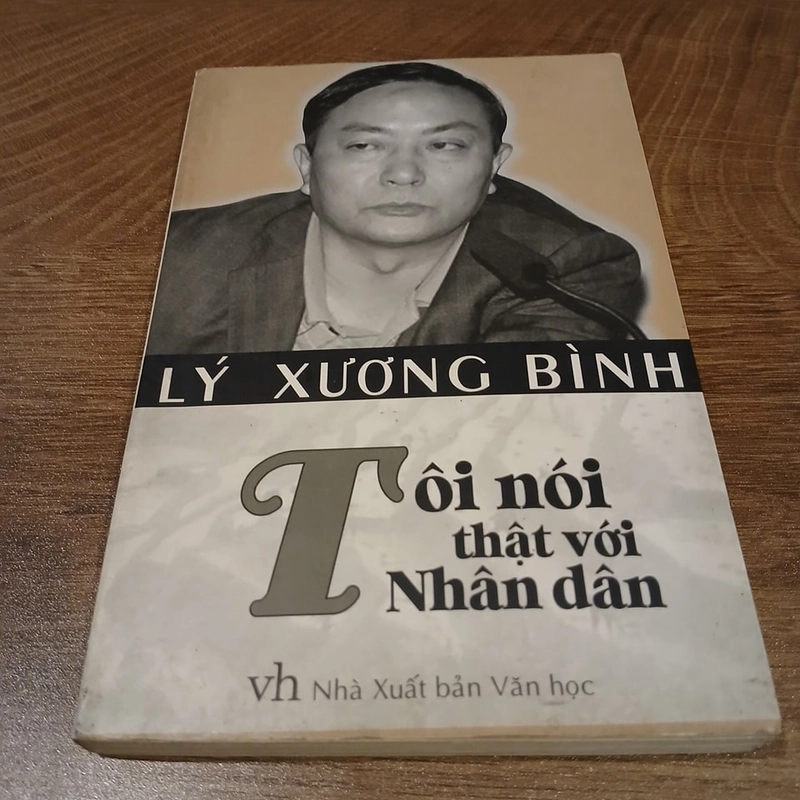 LÝ XƯƠNG BÌNH
Tôi nói
thật với
Nhân dân
vh Nhà Xuất bản Văn học